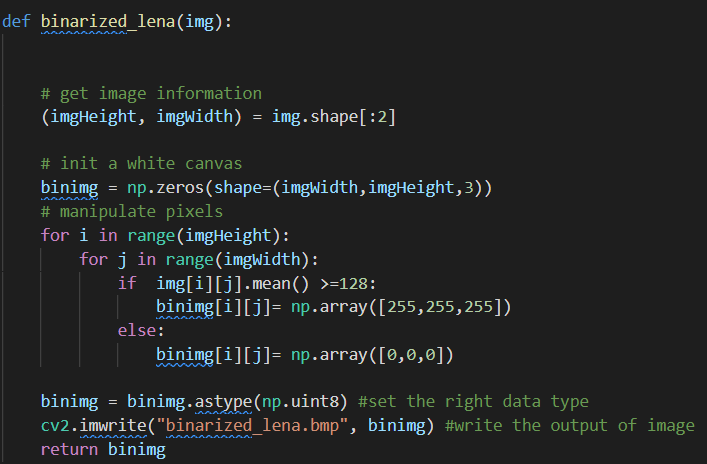 def binarized_lena(img):
    # get image information
    (imgHeight, imgWidth) = img.shape[:2]
    # init a white canvas
    binimg = np.zeros(shape=(imgWidth,imgHeight,3))
    # manipulate pixels
    for i in range(imgHeight):
        for j in range(imgWidth):
            if  img[i][j].mean() >=128:
                binimg[i][j]= np.array([255,255,255])
            else:
                binimg[i][j]= np.array([0,0,0])
    binimg = binimg.astype(np.uint8) #set the right data type
    cv2.imwrite("binarized_lena.bmp", binimg) #write the output of image
    return binimg